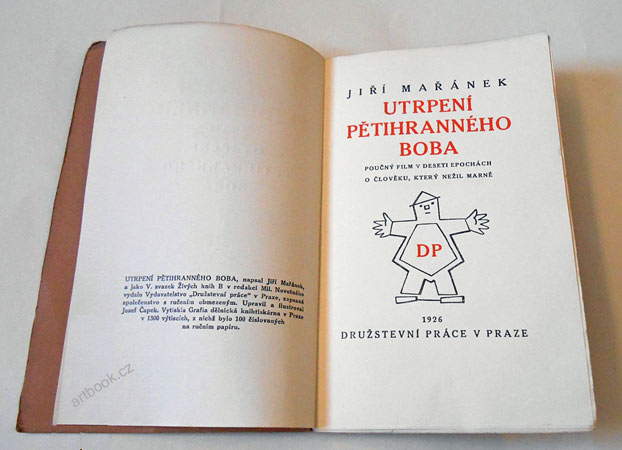 UTRPENÍ PĚTIHRANNÉHO BOBA, napsal Jiří Mařánek,
a jako V. svazek Živých knih B v redakci Mil. Novotného
vydalo Vydavatelstvo „Družstevní práce" v Praze, zapsané
společenstvo s ručením obmezeným. Upravil a ilustroval
Josef Čapek. Vytiskla Grafia dělnická knihtiskárna v Praze
v 1300 výtiscích, z nichž bylo 100 číslovaných
na ručním papíru.
artbook.cz
JIŘÍ MAŘÁNEK
UTRPENÍ
PĚTIHRANNÉHO
BOBA
POUČNÝ FILM V DESETI EPOCHÁCH
O ČLOVĚKU, KTERÝ NEŽIL MARNĚ
DP
1926
DRUŽSTEVNÍ PRÁCE V PRAZE